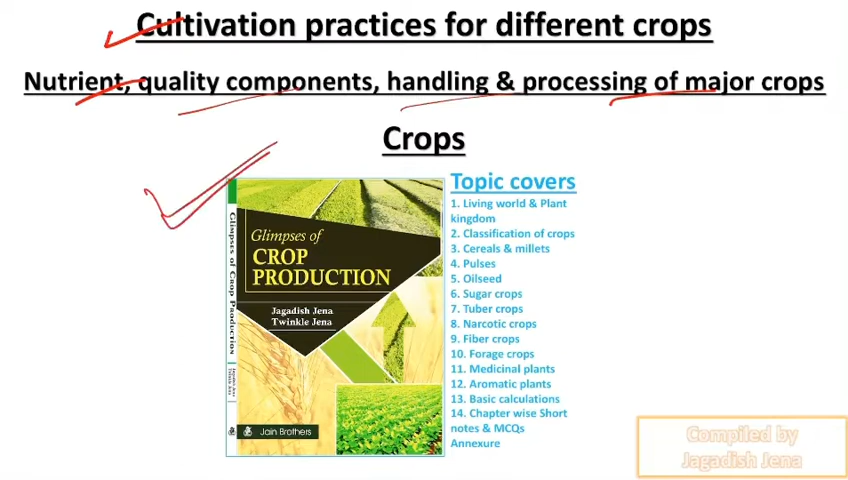 Cultivation practices for different crops
Nutrient, quality components, handling & processing of major crops
Crops
Glimpses of Crop Production
Jagadish Jena
Twinkle Jena
Glimpses of
CROP
PRODUCTION
Jagadish Jena
Twinkle Jena
Jain Brothers
Topic covers
1. Living world & Plant
kingdom
2. Classification of crops
3. Cereals & millets
4. Pulses
5. Oilseed
6. Sugar crops
7. Tuber crops
8. Narcotic crops
9. Fiber crops
10. Forage crops
11. Medicinal plants
12. Aromatic plants
13. Basic calculations
14. Chapter wise Short
notes & MCQs
Annexure
Compiled by
Jagadish Jena